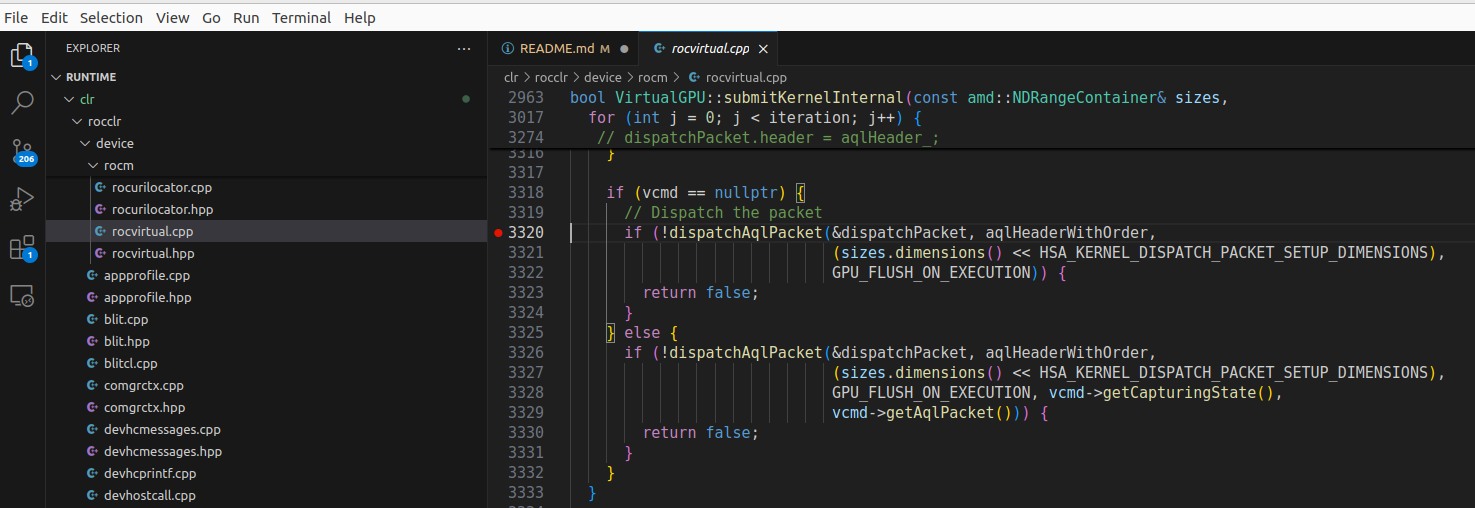 File Edit Selection View Go Run Terminal Help
EXPLORER ...
RUNTIME
clr
rocclr
device
rocm
rocurilocator.cpp
rocurilocator.hpp
rocvirtual.cpp
rocvirtual.hpp
appprofile.cpp
appprofile.hpp
blit.cpp
blit.hpp
blitcl.cpp
comgrctx.cpp
comgrctx.hpp
devhcmessages.cpp
devhcmessages.hpp
devhcprintf.cpp
devhostcall.cpp
1
206
1
README.md M ● rocvirtual.cpp ×
clr > rocclr > device > rocm > rocvirtual.cpp
2963 bool VirtualGPU::submitKernelInternal(const amd::NDRangeContainer& sizes,
3017 for (int j = 0; j < iteration; j++) {
3274 // dispatchPacket.header = aqlHeader_;
3316 }
3317
3318 if (vcmd == nullptr) {
3319 // Dispatch the packet
3320 if (!dispatchAqlPacket(&dispatchPacket, aqlHeaderWithOrder,
3321 (sizes.dimensions() << HSA_KERNEL_DISPATCH_PACKET_SETUP_DIMENSIONS),
3322 GPU_FLUSH_ON_EXECUTION)) {
3323 return false;
3324 }
3325 } else {
3326 if (!dispatchAqlPacket(&dispatchPacket, aqlHeaderWithOrder,
3327 (sizes.dimensions() << HSA_KERNEL_DISPATCH_PACKET_SETUP_DIMENSIONS),
3328 GPU_FLUSH_ON_EXECUTION, vcmd->getCapturingState(),
3329 vcmd->getAqlPacket())) {
3330 return false;
3331 }
3332 }
3333 }